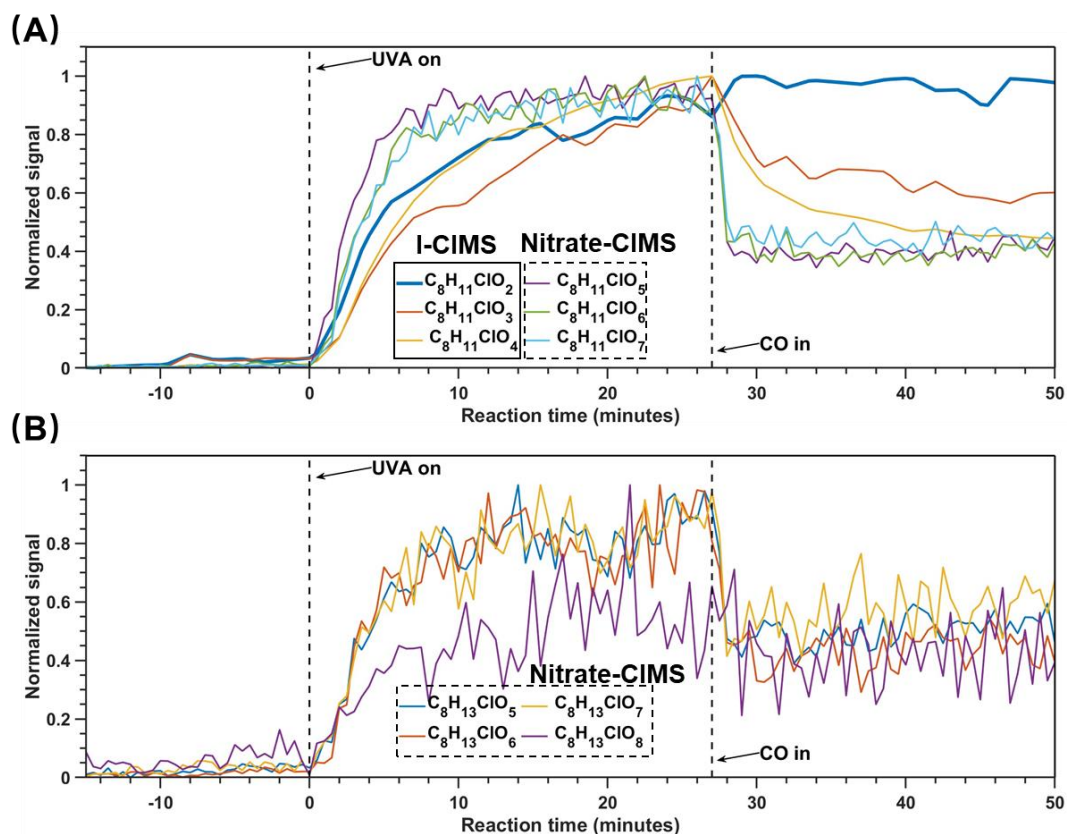 (A)
UVA on
1
0.8
0.6
0.4
0.2
0
Normalized signal
I-CIMS
Nitrate-CIMS
C8H11ClO2
C8H11ClO5
C8H11ClO3
C8H11ClO6
C8H11ClO4
C8H11ClO7
CO in
-10 0 10 20 30 40 50
Reaction time (minutes)
(B)
UVA on
1
0.8
0.6
0.4
0.2
0
Normalized signal
Nitrate-CIMS
C8H13ClO5
C8H13ClO7
C8H13ClO6
C8H13ClO8
CO in
-10 0 10 20 30 40 50
Reaction time (minutes)